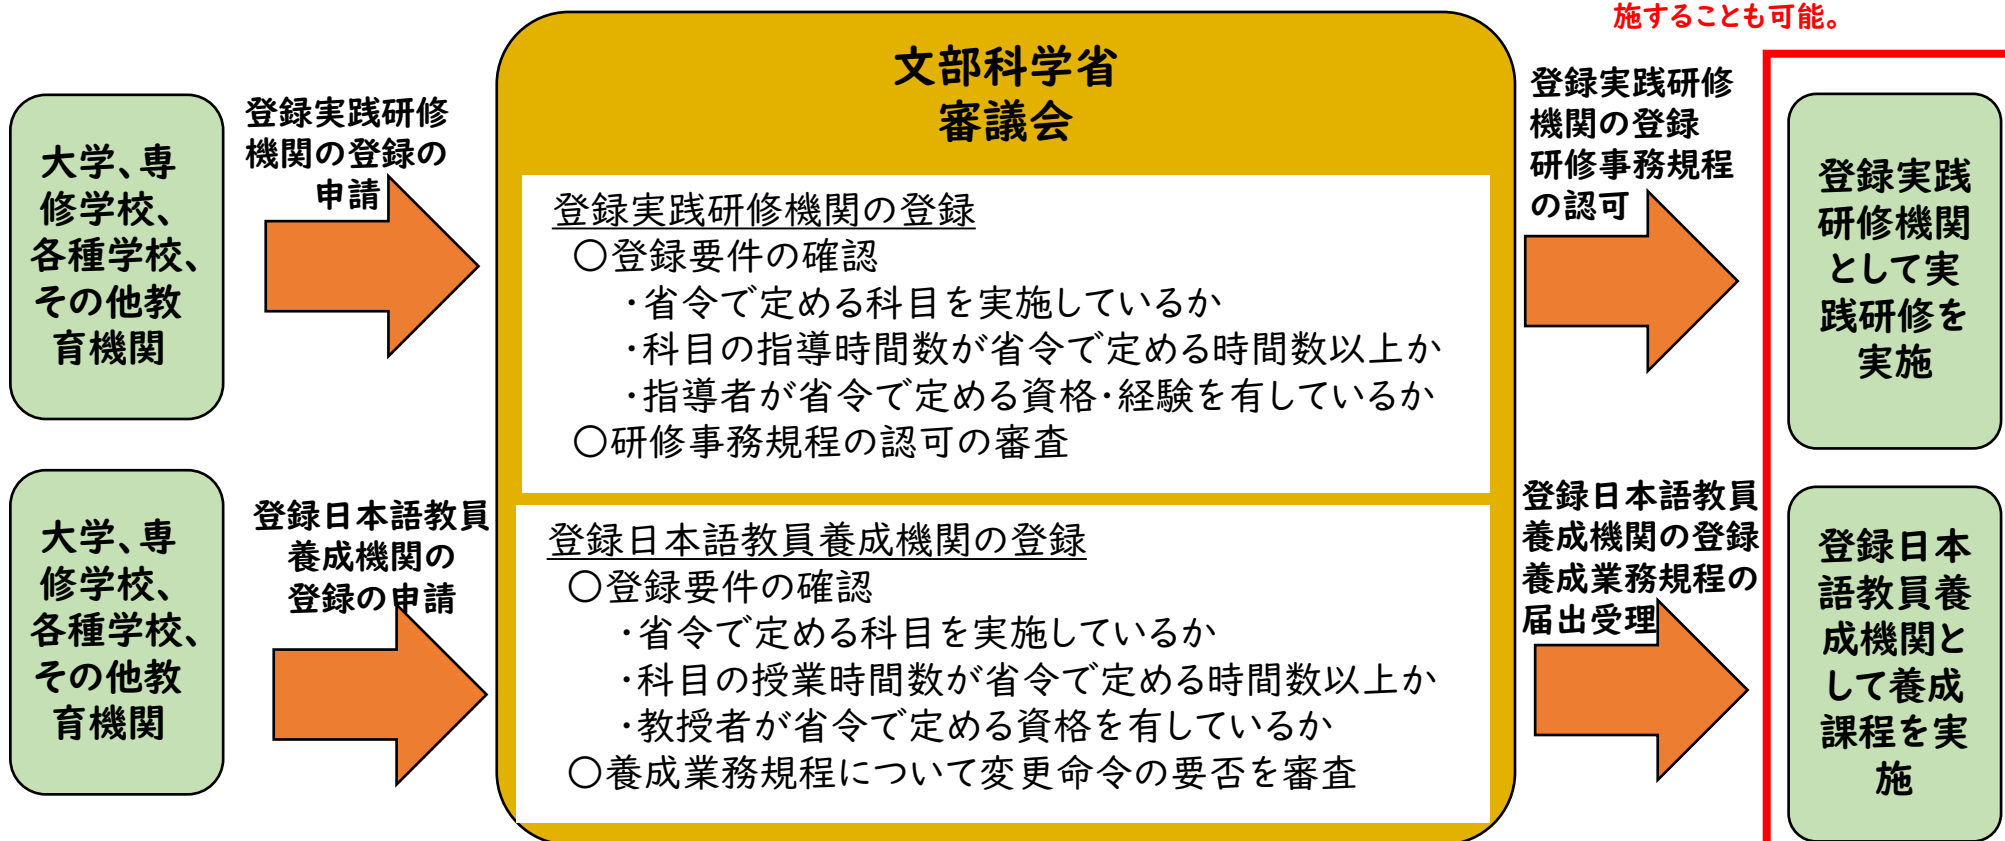 施することも可能。
文部科学省
審議会
大学、専
修学校、
各種学校、
その他教
育機関
登録実践研修
機関の登録の
申請
登録実践研修機関の登録
〇登録要件の確認
・省令で定める科目を実施しているか
・科目の指導時間数が省令で定める時間数以上か
・指導者が省令で定める資格・経験を有しているか
〇研修事務規程の認可の審査
登録実践研修
機関の登録
研修事務規程
の認可
登録実践
研修機関
として実
践研修を
実施
大学、専
修学校、
各種学校、
その他教
育機関
登録日本語教員
養成機関の
登録の申請
登録日本語教員養成機関の登録
〇登録要件の確認
・省令で定める科目を実施しているか
・科目の授業時間数が省令で定める時間数以上か
・教授者が省令で定める資格を有しているか
〇養成業務規程について変更命令の要否を審査
登録日本語教員
養成機関の登録
養成業務規程の
届出受理
登録日本
語教員養
成機関と
して養成
課程を実
施